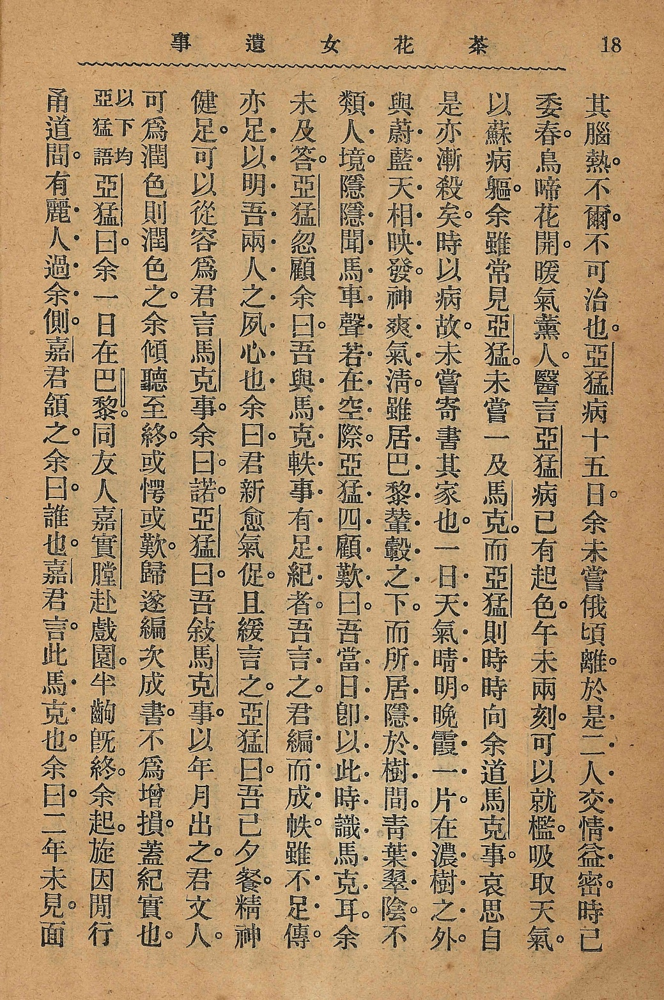 18
茶花女遺事
其腦熱。不爾。不可治也。亞猛病十五日。余未嘗俄頃離。於是二人交情益密。時已
委春。鳥啼花開。暖氣薰人。醫言亞猛病已有起色。午未兩刻。可以就檻。吸取天氣。
以蘇病軀。余雖常見亞猛。未嘗一及馬克。而亞猛則時時向余道馬克事。哀思自
是亦漸殺矣。時以病故。未嘗寄書其家也。一日天氣晴明。晚霞一片。在濃樹之外。
與蔚藍天相映發。神爽氣淸。雖居巴黎輦轂之下。而所居隱於樹間。靑葉翠陰。不
類人境。隱隱聞馬車聲。若在空際。亞猛四顧歎曰。吾當日卽以此時識馬克耳。余
未及答。亞猛忽顧余曰。吾與馬克軼事有足紀者。吾言之。君編而成帙。雖不足傳。
亦足以明吾兩人之夙心也。余曰。君新愈氣促。且緩言之。亞猛曰。吾已夕餐。精神
健足。可以從容爲君言馬克事。余曰。諾。亞猛曰。吾敍馬克事。以年月出之。君文人。
可爲潤色則潤色之。余傾聽至終。或愕或歎。歸遂編次成書。不爲增損。蓋紀實也。
以下均亞猛語亞猛曰。余一日在巴黎。同友人嘉實膛赴戲園。半齣旣終。余起。旋因閒行
甬道間。有麗人過余側。嘉君頷之。余曰。誰也。嘉君言。此馬克也。余曰。二年未見。面